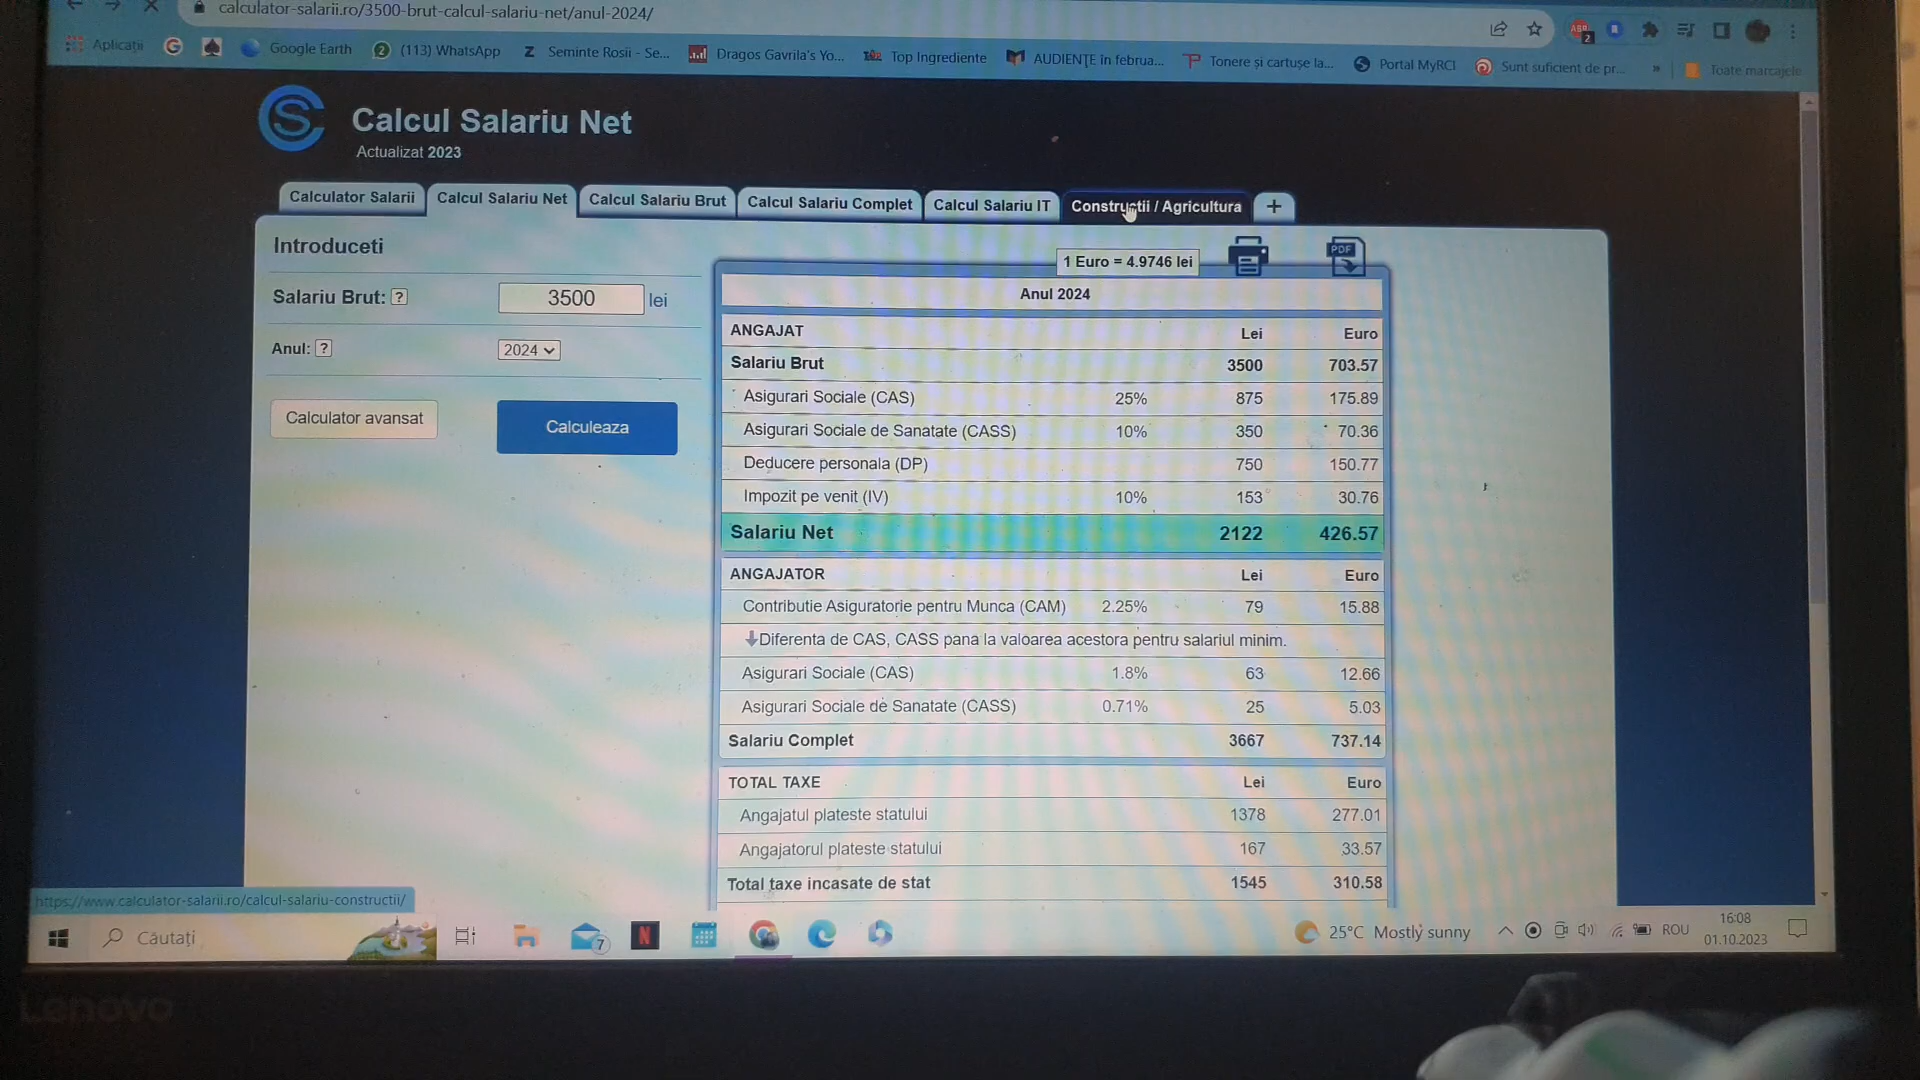 calculator-salarii.ro/3500-brut-calcul-salariu-net/anul-2024/
Aplicații Google Earth (113) WhatsApp Seminte Rosii - Se... Dragos Gavrila's Yo... Top Ingrediente AUDIENȚE în februa... Tonere și cartușe la... Portal MyRCI Sunt suficient de pr... » Toate marcajele
Calcul Salariu Net
Actualizat 2023
Calculator Salarii Calcul Salariu Net Calcul Salariu Brut Calcul Salariu Complet Calcul Salariu IT Constructii / Agricultura +
Introduceti
1 Euro = 4.9746 lei
PDF
Salariu Brut: ? 3500 lei
Anul: ? 2024
Calculator avansat Calculeaza
Anul 2024
ANGAJAT Lei Euro
Salariu Brut 3500 703.57
Asigurari Sociale (CAS) 25% 875 175.89
Asigurari Sociale de Sanatate (CASS) 10% 350 70.36
Deducere personala (DP) 750 150.77
Impozit pe venit (IV) 10% 153 30.76
Salariu Net 2122 426.57
ANGAJATOR Lei Euro
Contributie Asiguratorie pentru Munca (CAM) 2.25% 79 15.88
Diferenta de CAS, CASS pana la valoarea acestora pentru salariul minim.
Asigurari Sociale (CAS) 1.8% 63 12.66
Asigurari Sociale de Sanatate (CASS) 0.71% 25 5.03
Salariu Complet 3667 737.14
TOTAL TAXE Lei Euro
Angajatul plateste statului 1378 277.01
Angajatorul plateste statului 167 33.57
Total taxe incasate de stat 1545 310.58
https://www.calculator-salarii.ro/calcul-salariu-constructii/
Căutați 7 25°C Mostly sunny ROU 16:08
01.10.2023
Lenovo